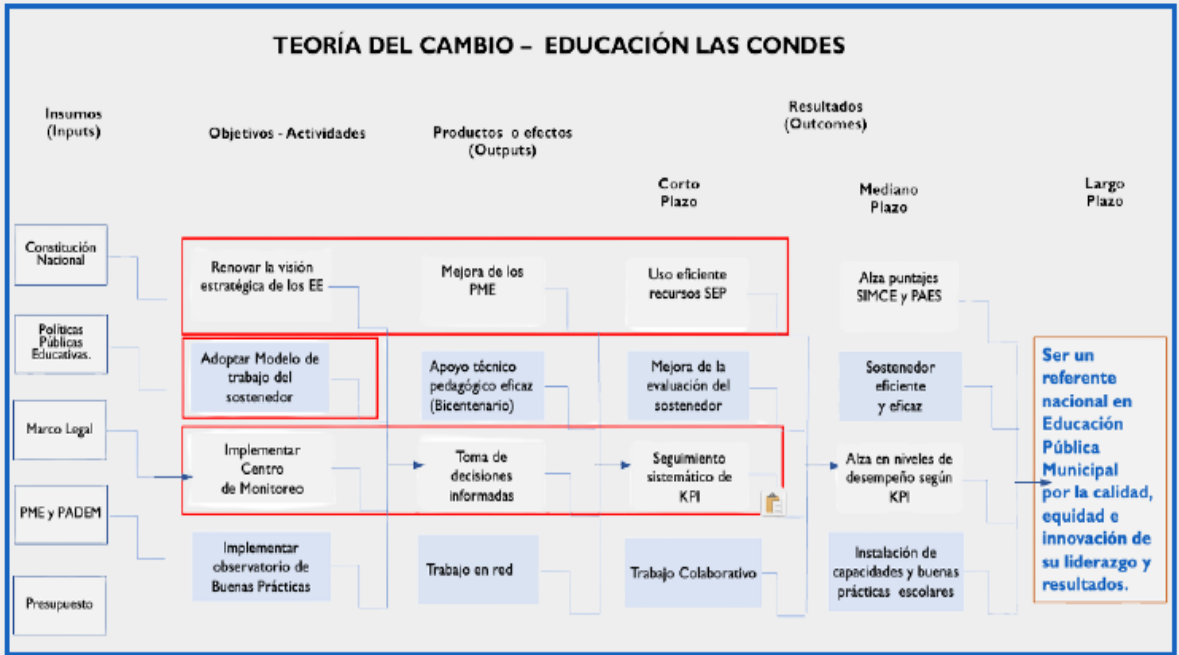 TEORÍA DEL CAMBIO – EDUCACIÓN LAS CONDES
Insumos
(Inputs)
Objetivos - Actividades
Productos o efectos
(Outputs)
Resultados
(Outcomes)
Corto
Plazo
Mediano
Plazo
Largo
Plazo
Constitución
Nacional
Políticas
Públicas
Educativas.
Marco Legal
PME y PADEM
Presupuesto
Renovar la visión
estratégica de los EE
Mejora de los
PME
Uso eficiente
recursos SEP
Alza puntajes
SIMCE y PAES
Adoptar Modelo de
trabajo del
sostenedor
Apoyo técnico
pedagógico eficaz
(Bicentenario)
Mejora de la
evaluación del
sostenedor
Sostenedor
eficiente
y eficaz
Implementar
Centro
de Monitoreo
Toma de
decisiones
informadas
Seguimiento
sistemático de
KPI
Alza en niveles de
desempeño según
KPI
Implementar
observatorio de
Buenas Prácticas
Trabajo en red
Trabajo Colaborativo
Instalación de
capacidades y buenas
prácticas escolares
Ser un
referente
nacional en
Educación
Pública
Municipal
por la calidad,
equidad e
innovación de
su liderazgo y
resultados.